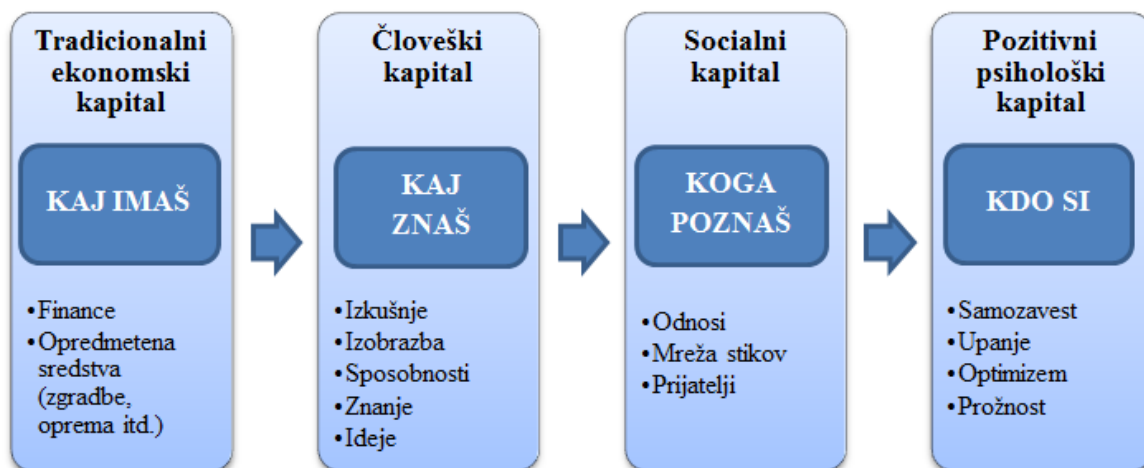 Tradicionalni
ekonomski
kapital
KAJ IMAŠ
•Finance
•Opredmetena
sredstva
(zgradbe,
oprema itd.)
Človeški
kapital
KAJ
ZNAŠ
•Izkušnje
•Izobrazba
•Sposobnosti
•Znanje
•Ideje
Socialni
kapital
KOGA
POZNAŠ
•Odnosi
•Mreža stikov
•Prijatelji
Pozitivni
psihološki
kapital
KDO SI
•Samozavest
•Upanje
•Optimizem
•Prožnost